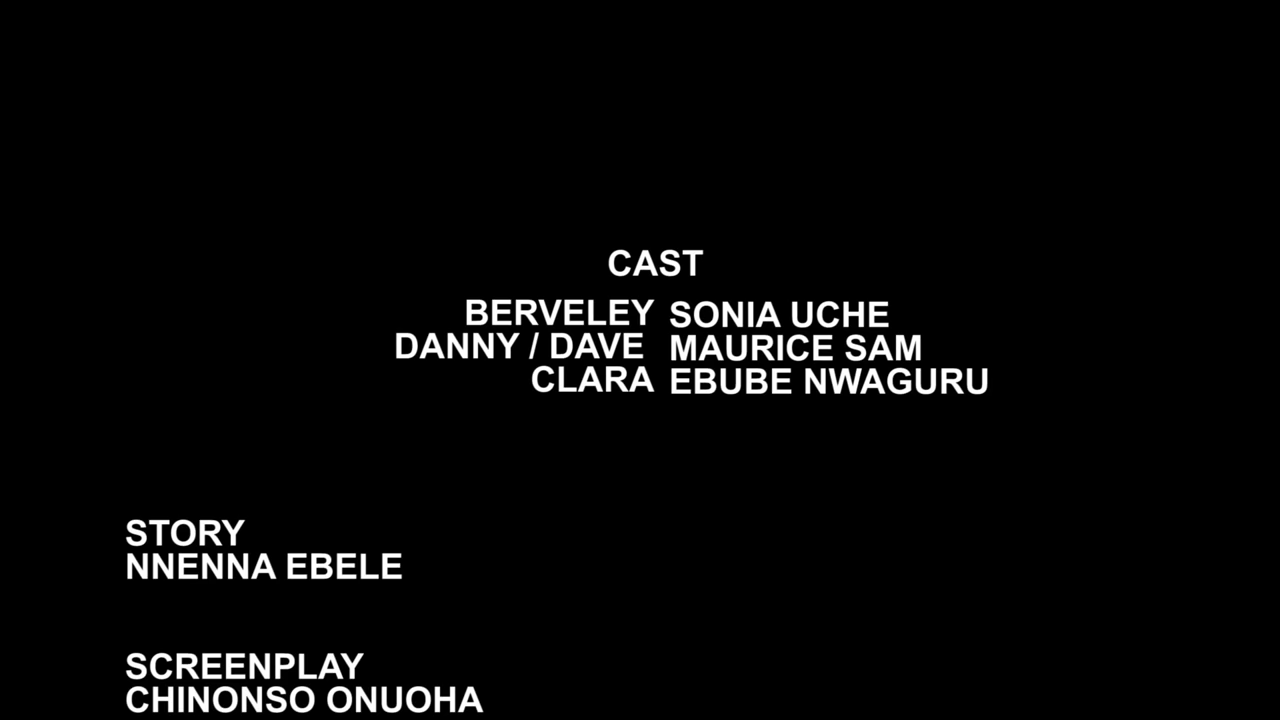 CAST
BERVELEY SONIA UCHE
DANNY / DAVE MAURICE SAM
CLARA EBUBE NWAGURU
STORY
NNENNA EBELE
SCREENPLAY
CHINONSO ONUOHA